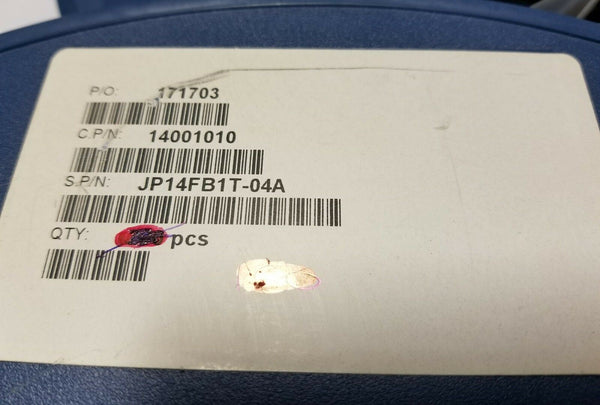 P/O: 171703
C.P/N: 14001010
S.P/N: JP14FB1T-04A
QTY: pcs